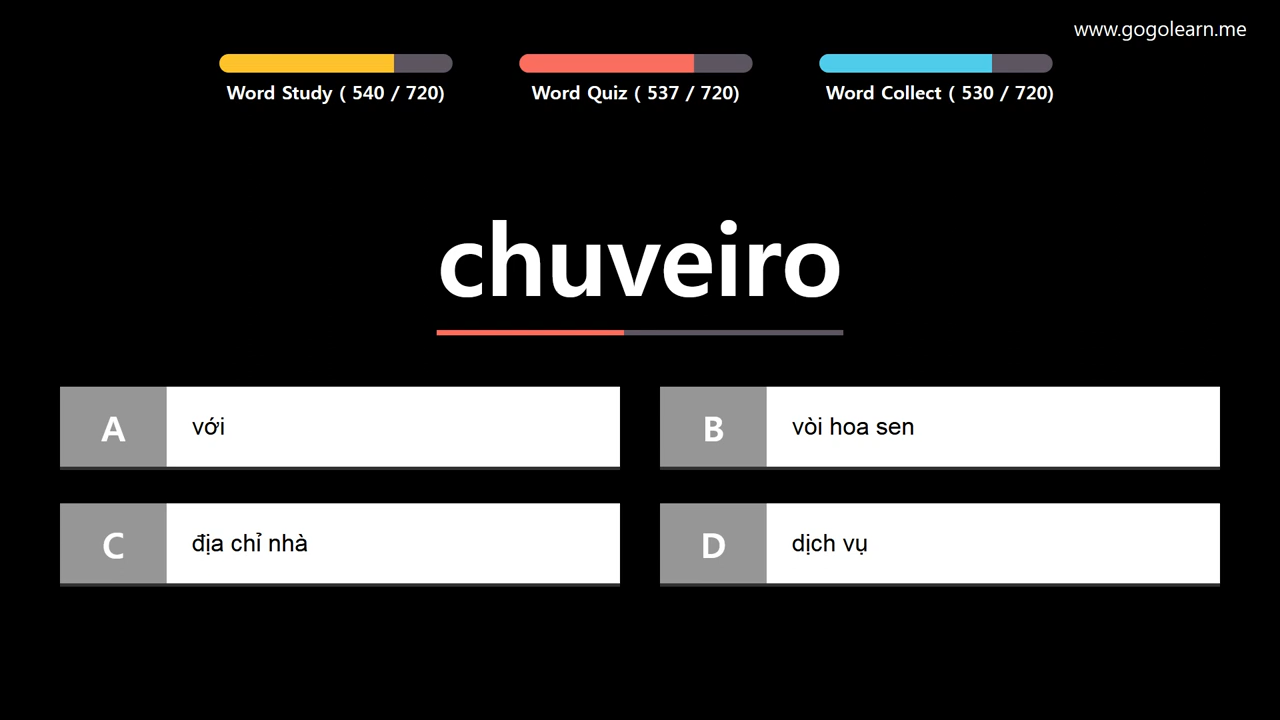 www.gogolearn.me
Word Study ( 540 / 720)
Word Quiz ( 537 / 720)
Word Collect ( 530 / 720)
chuveiro
A với
B vòi hoa sen
C địa chỉ nhà
D dịch vụ